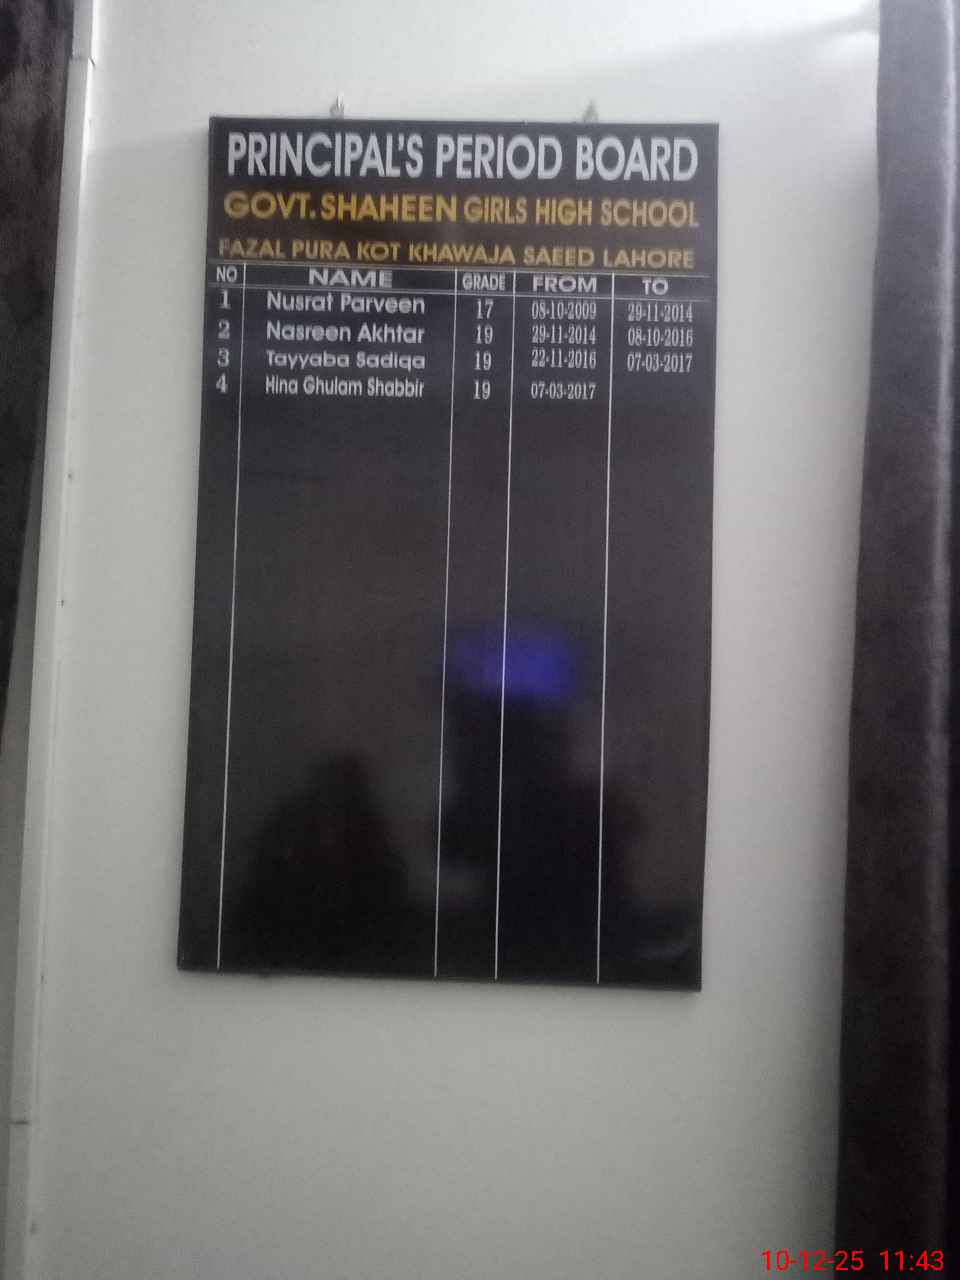 PRINCIPAL'S PERIOD BOARD
GOVT. SHAHEEN GIRLS HIGH SCHOOL
FAZAL PURA KOT KHAWAJA SAEED LAHORE
NO NAME GRADE FROM TO
1 Nusrat Parveen 17 08-10-2009 29-11-2014
2 Nasreen Akhtar 19 29-11-2014 08-10-2016
3 Tayyaba Sadiqa 19 22-11-2016 07-03-2017
4 Hina Ghulam Shabbir 19 07-03-2017
10-12-25 11:43